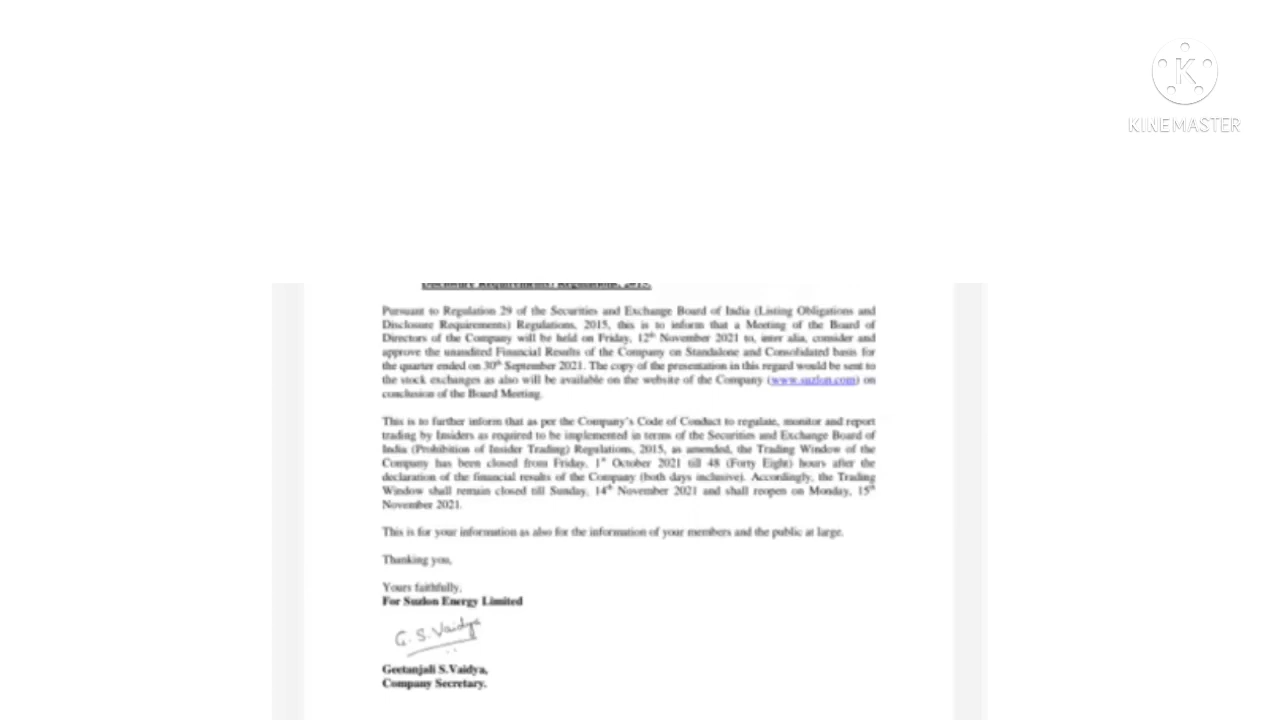 KINEMASTER
Disclosure Requirements) Regulations, 2015.
Pursuant to Regulation 29 of the Securities and Exchange Board of India (Listing Obligations and
Disclosure Requirements) Regulations, 2015, this is to inform that a Meeting of the Board of
Directors of the Company will be held on Friday, 12th November 2021 to, inter alia, consider and
approve the unaudited Financial Results of the Company on Standalone and Consolidated basis for
the quarter ended on 30th September 2021. The copy of the presentation in this regard would be sent to
the stock exchanges as also will be available on the website of the Company (www.suzlon.com) on
conclusion of the Board Meeting.
This is to further inform that as per the Company's Code of Conduct to regulate, monitor and report
trading by Insiders as required to be implemented in terms of the Securities and Exchange Board of
India (Prohibition of Insider Trading) Regulations, 2015, as amended, the Trading Window of the
Company has been closed from Friday, 1st October 2021 till 48 (Forty Eight) hours after the
declaration of the financial results of the Company (both days inclusive). Accordingly, the Trading
Window shall remain closed till Sunday, 14th November 2021 and shall reopen on Monday, 15th
November 2021.
This is for your information as also for the information of your members and the public at large.
Thanking you,
Yours faithfully,
For Suzlon Energy Limited
G. S. Vaidya
Geetanjali S.Vaidya,
Company Secretary.